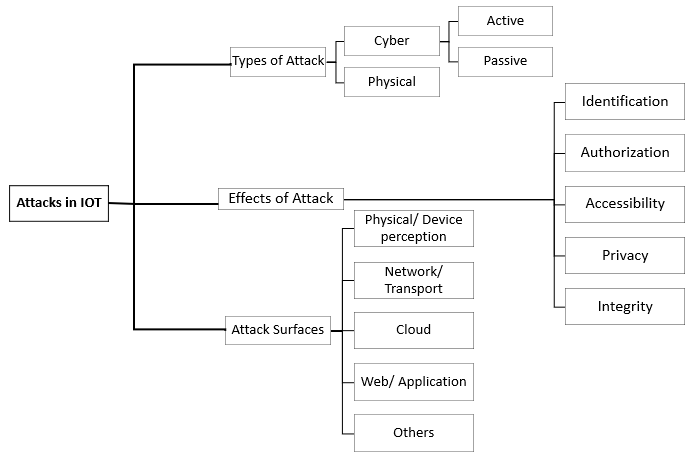 Attacks in IOT
Types of Attack
Cyber
Active
Passive
Physical
Effects of Attack
Identification
Authorization
Accessibility
Privacy
Integrity
Attack Surfaces
Physical/ Device
perception
Network/
Transport
Cloud
Web/ Application
Others